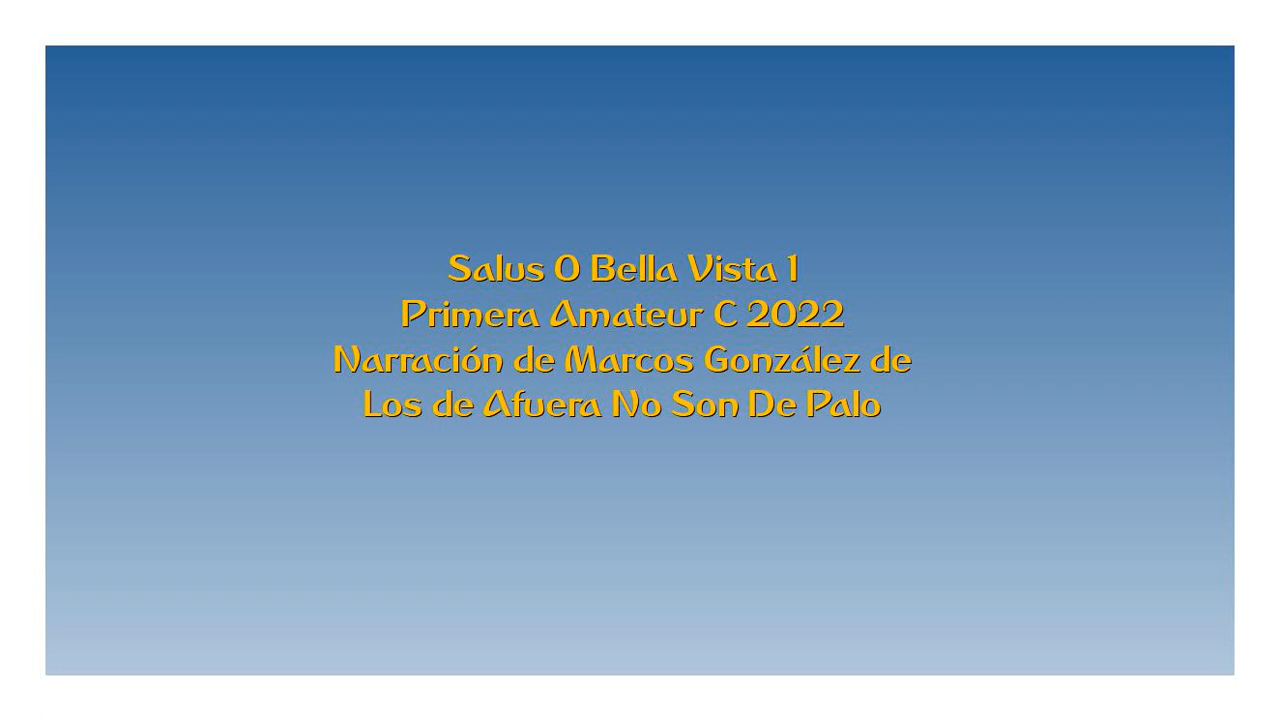 Salus 0 Bella Vista 1
Primera Amateur C 2022
Narración de Marcos González de
Los de Afuera No Son De Palo